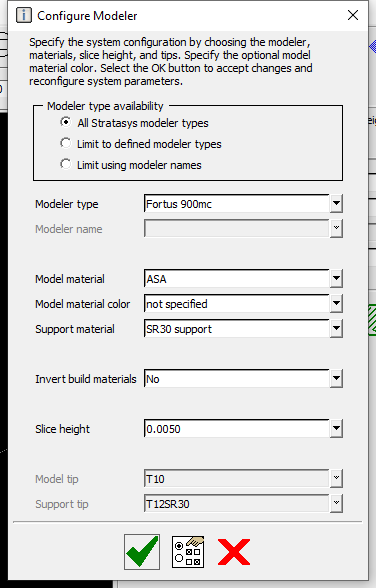 Configure Modeler
Specify the system configuration by choosing the modeler,
materials, slice height, and tips. Specify the optional model
material color. Select the OK button to accept changes and
reconfigure system parameters.
Modeler type availability
All Stratasys modeler types
Limit to defined modeler types
Limit using modeler names
Modeler type Fortus 900mc
Modeler name
Model material ASA
Model material color not specified
Support material SR30 support
Invert build materials No
Slice height 0.0050
Model tip T10
Support tip T12SR30